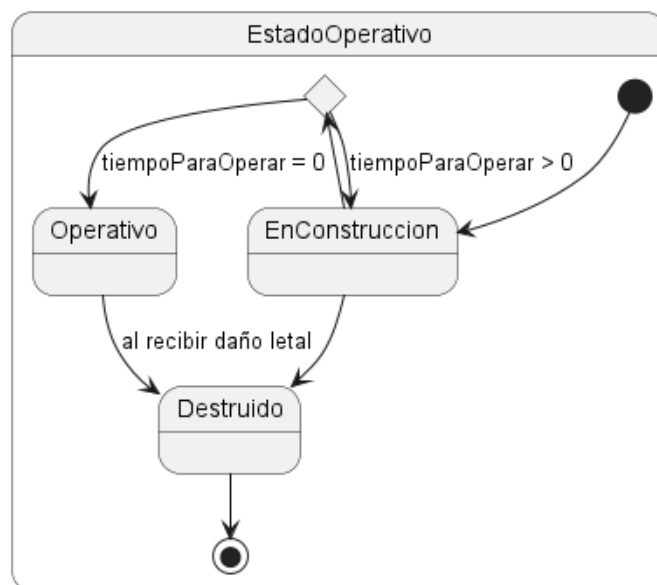 EstadoOperativo
tiempoParaOperar = 0
tiempoParaOperar > 0
Operativo
EnConstruccion
al recibir daño letal
Destruido